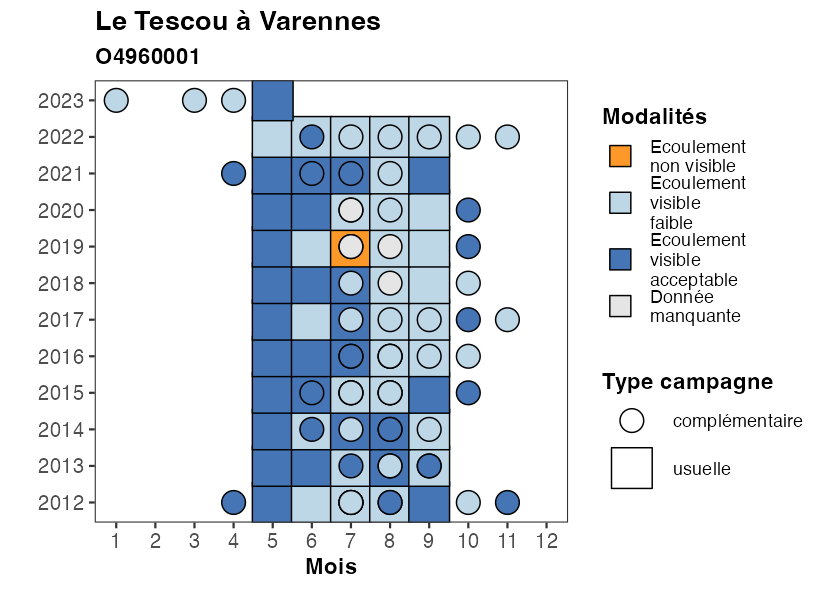 Le Tescou à Varennes
O4960001
2023
2022
2021
2020
2019
2018
2017
2016
2015
2014
2013
2012
1 2 3 4 5 6 7 8 9 10 11 12
Mois
Modalités
Ecoulement
non visible
Ecoulement
visible
faible
Ecoulement
visible
acceptable
Donnée
manquante
Type campagne
complémentaire
usuelle